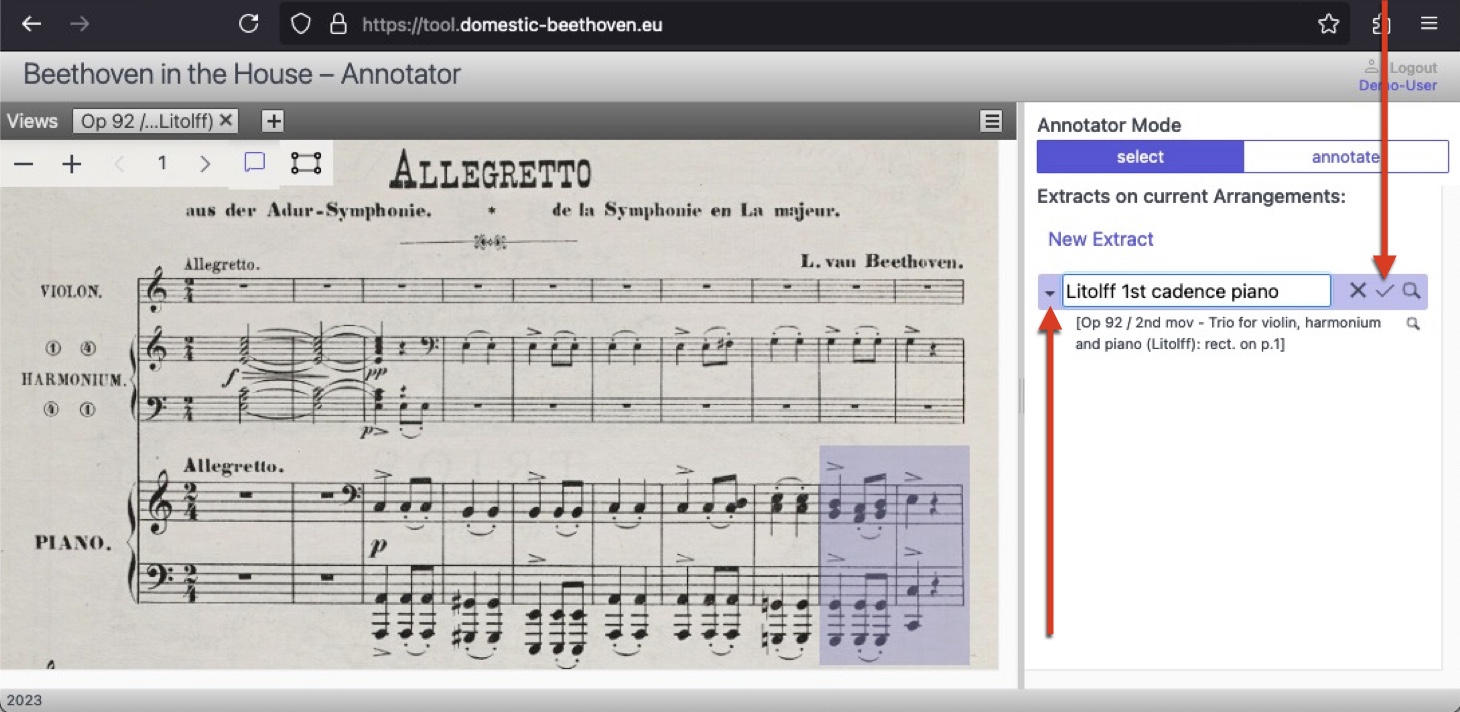 https://tool.domestic-beethoven.eu
Beethoven in the House – Annotator
Logout
Demo-User
Views
Op 92 /...Litolff) ✕
1
ALLEGRETTO
aus der Adur-Symphonie. * de la Symphonie en La majeur.
L. van Beethoven.
Allegretto.
VIOLON.
① ④
HARMONIUM.
④ ①
f
pp
p>
Allegretto.
PIANO.
p
Annotator Mode
select
annotate
Extracts on current Arrangements:
New Extract
Litolff 1st cadence piano
[Op 92 / 2nd mov - Trio for violin, harmonium
and piano (Litolff): rect. on p.1]
2023